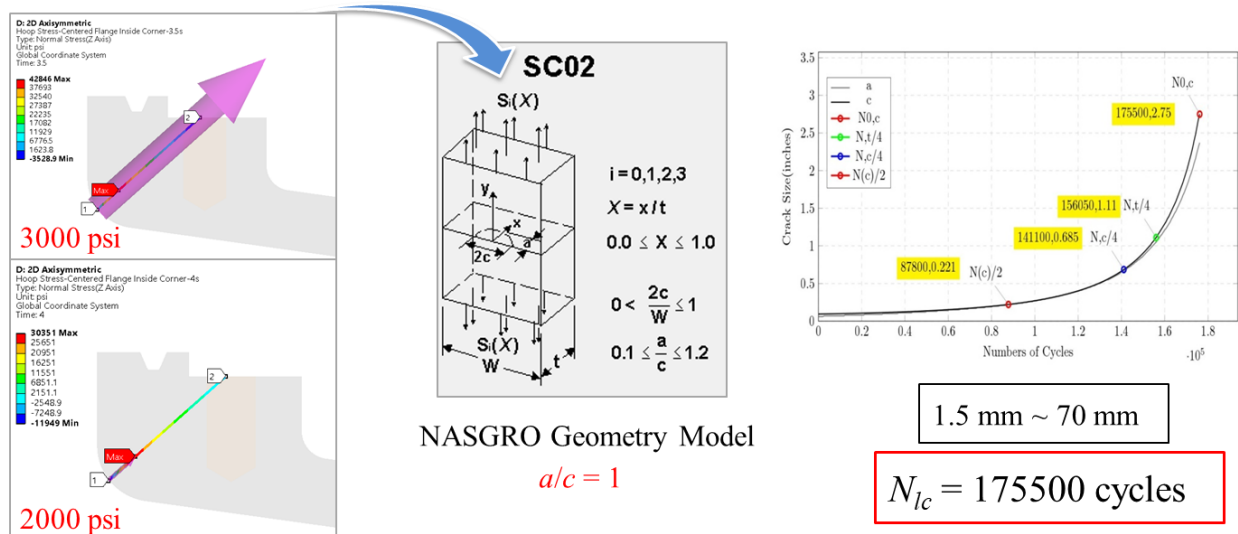 D: 2D Axisymmetric
Hoop Stress-Centered Flange Inside Corner-3.5s
Type: Normal Stress(Z Axis)
Unit: psi
Global Coordinate System
Time: 3.5
42846 Max
37693
32540
27387
22235
17082
11929
6776.5
1623.8
-3528.9 Min
2
Max
1
3000 psi
D: 2D Axisymmetric
Hoop Stress-Centered Flange Inside Corner-4s
Type: Normal Stress(Z Axis)
Unit: psi
Global Coordinate System
Time: 4
30351 Max
25651
20951
16251
11551
6851.1
2151.1
-2548.9
-7248.9
-11949 Min
2
Max
1
2000 psi
SC02
Sᵢ(X)
y
x
a
2c
Sᵢ(X)
W
t
i = 0,1,2,3
X = x / t
0.0 ≤ X ≤ 1.0
0 < 2c/W ≤ 1
0.1 ≤ a/c ≤ 1.2
NASGRO Geometry Model
a/c = 1
3.5
3
2.5
2
1.5
1
0.5
0
Crack Size(inches)
a
c
N0,c
N,t/4
N,c/4
N(c)/2
N0,c
175500,2.75
156050,1.11
N,t/4
141100,0.685
N,c/4
87800,0.221
N(c)/2
0 0.2 0.4 0.6 0.8 1 1.2 1.4 1.6 1.8
Numbers of Cycles
·10⁵
1.5 mm ~ 70 mm
Nlc = 175500 cycles